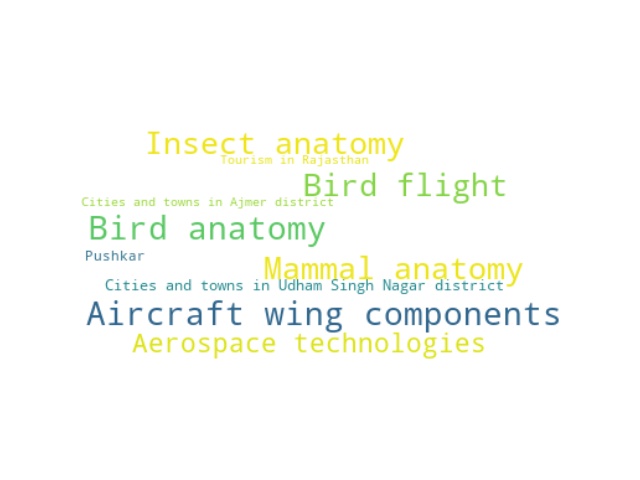 Insect anatomy
Tourism in Rajasthan
Bird flight
Cities and towns in Ajmer district
Bird anatomy
Pushkar
Mammal anatomy
Cities and towns in Udham Singh Nagar district
Aircraft wing components
Aerospace technologies